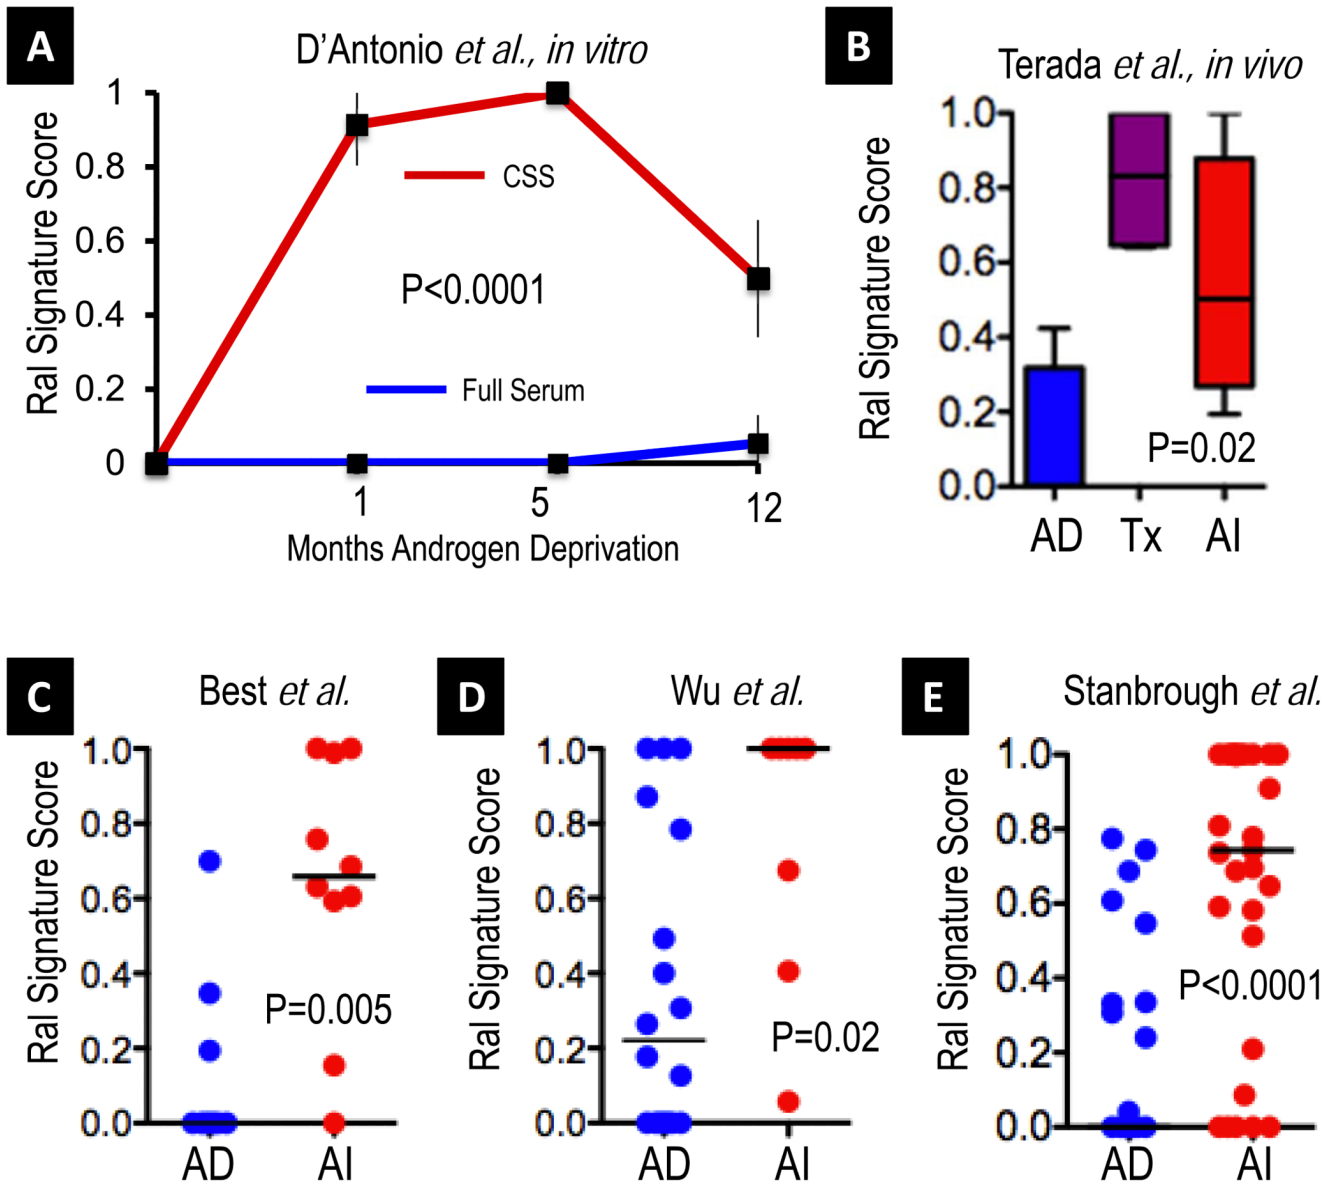 A
D’Antonio et al., in vitro
Ral Signature Score
1
0.8
0.6
0.4
0.2
0
CSS
P<0.0001
Full Serum
1
5
12
Months Androgen Deprivation
B
Terada et al., in vivo
Ral Signature Score
1.0
0.8
0.6
0.4
0.2
0.0
P=0.02
AD
Tx
AI
C
Best et al.
Ral Signature Score
1.0
0.8
0.6
0.4
0.2
0.0
P=0.005
AD
AI
D
Wu et al.
Ral Signature Score
1.0
0.8
0.6
0.4
0.2
0.0
P=0.02
AD
AI
E
Stanbrough et al.
Ral Signature Score
1.0
0.8
0.6
0.4
0.2
0.0
P<0.0001
AD
AI